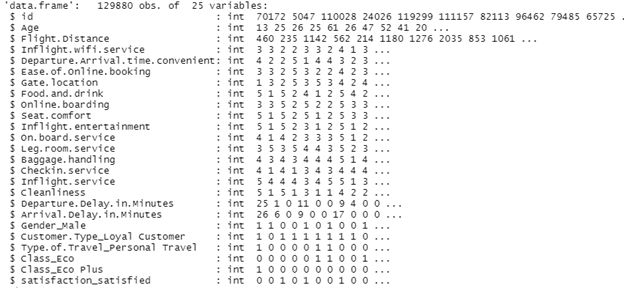 'data.frame':   129880 obs. of  25 variables:
$ id                               : int  70172 5047 110028 24026 119299 111157 82113 96462 79485 65725 ...
$ Age                              : int  13 25 26 25 61 26 47 52 41 20 ...
$ Flight.Distance                  : int  460 235 1142 562 214 1180 1276 2035 853 1061 ...
$ Inflight.wifi.service            : int  3 3 2 2 3 3 2 4 1 3 ...
$ Departure.Arrival.time.convenient: int  4 2 2 5 1 4 4 3 2 3 ...
$ Ease.of.Online.booking           : int  3 3 2 5 3 2 2 4 2 3 ...
$ Gate.location                    : int  1 3 2 5 3 5 3 4 2 4 ...
$ Food.and.drink                   : int  5 1 5 2 4 1 2 5 4 2 ...
$ Online.boarding                  : int  3 3 5 2 5 2 2 5 3 3 ...
$ Seat.comfort                     : int  5 1 5 2 5 1 2 5 3 3 ...
$ Inflight.entertainment           : int  5 1 5 2 3 1 2 5 1 2 ...
$ On.board.service                 : int  4 1 4 2 3 3 3 5 1 2 ...
$ Leg.room.service                 : int  3 5 3 5 4 4 3 5 2 3 ...
$ Baggage.handling                 : int  4 3 4 3 4 4 4 5 1 4 ...
$ Checkin.service                  : int  4 1 4 1 3 4 3 4 4 4 ...
$ Inflight.service                 : int  5 4 4 4 3 4 5 5 1 3 ...
$ Cleanliness                      : int  5 1 5 1 3 1 1 4 2 2 ...
$ Departure.Delay.in.Minutes       : int  25 1 0 11 0 0 9 4 0 0 ...
$ Arrival.Delay.in.Minutes         : int  26 6 0 9 0 0 17 0 0 0 ...
$ Gender_Male                      : int  1 1 0 0 1 0 1 0 0 1 ...
$ Customer.Type_Loyal Customer     : int  1 0 1 1 1 1 1 1 1 0 ...
$ Type.of.Travel_Personal Travel   : int  1 0 0 0 0 1 1 0 0 0 ...
$ Class_Eco                        : int  0 0 0 0 0 1 1 0 0 1 ...
$ Class_Eco Plus                   : int  1 0 0 0 0 0 0 0 0 0 ...
$ satisfaction_satisfied           : int  0 0 1 0 1 0 0 1 0 0 ...